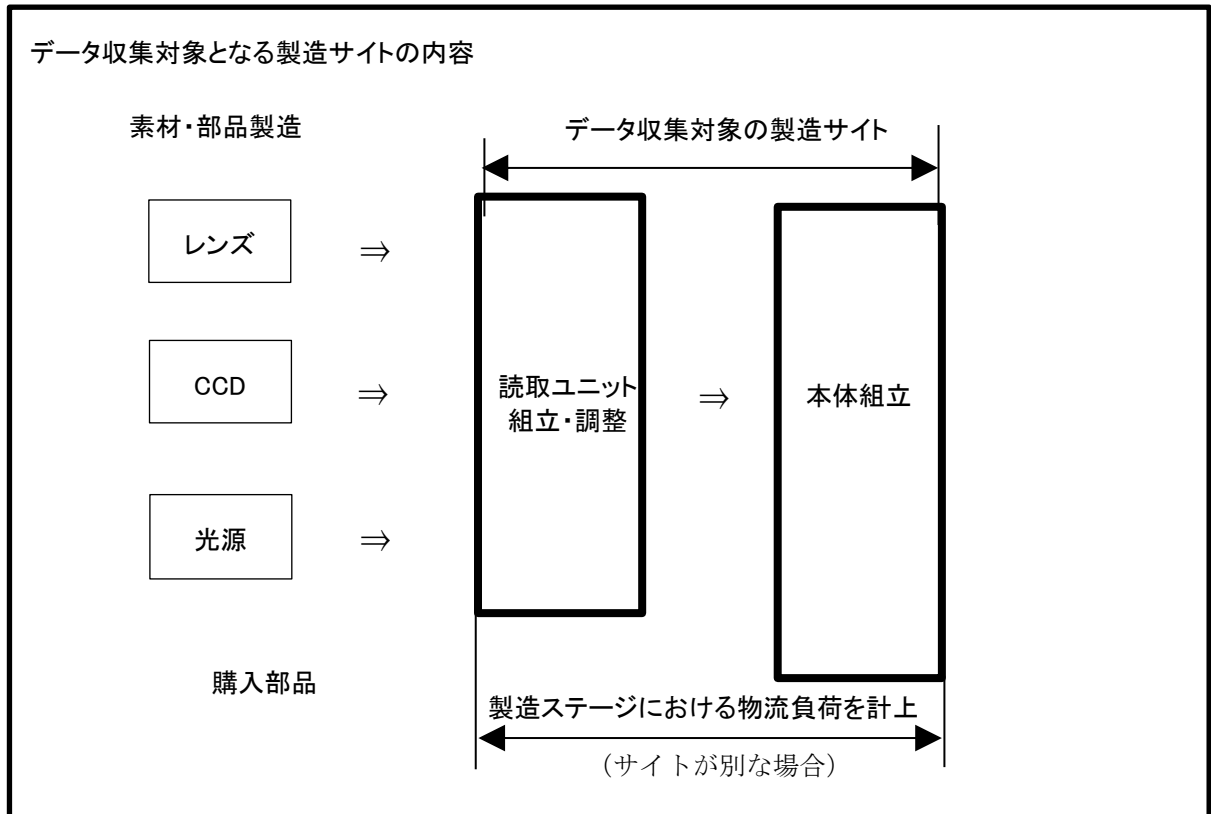 データ収集対象となる製造サイトの内容
素材・部品製造
データ収集対象の製造サイト
レンズ
⇒
CCD
⇒
読取ユニット
組立・調整
⇒
本体組立
光源
⇒
購入部品
製造ステージにおける物流負荷を計上
（サイトが別な場合）